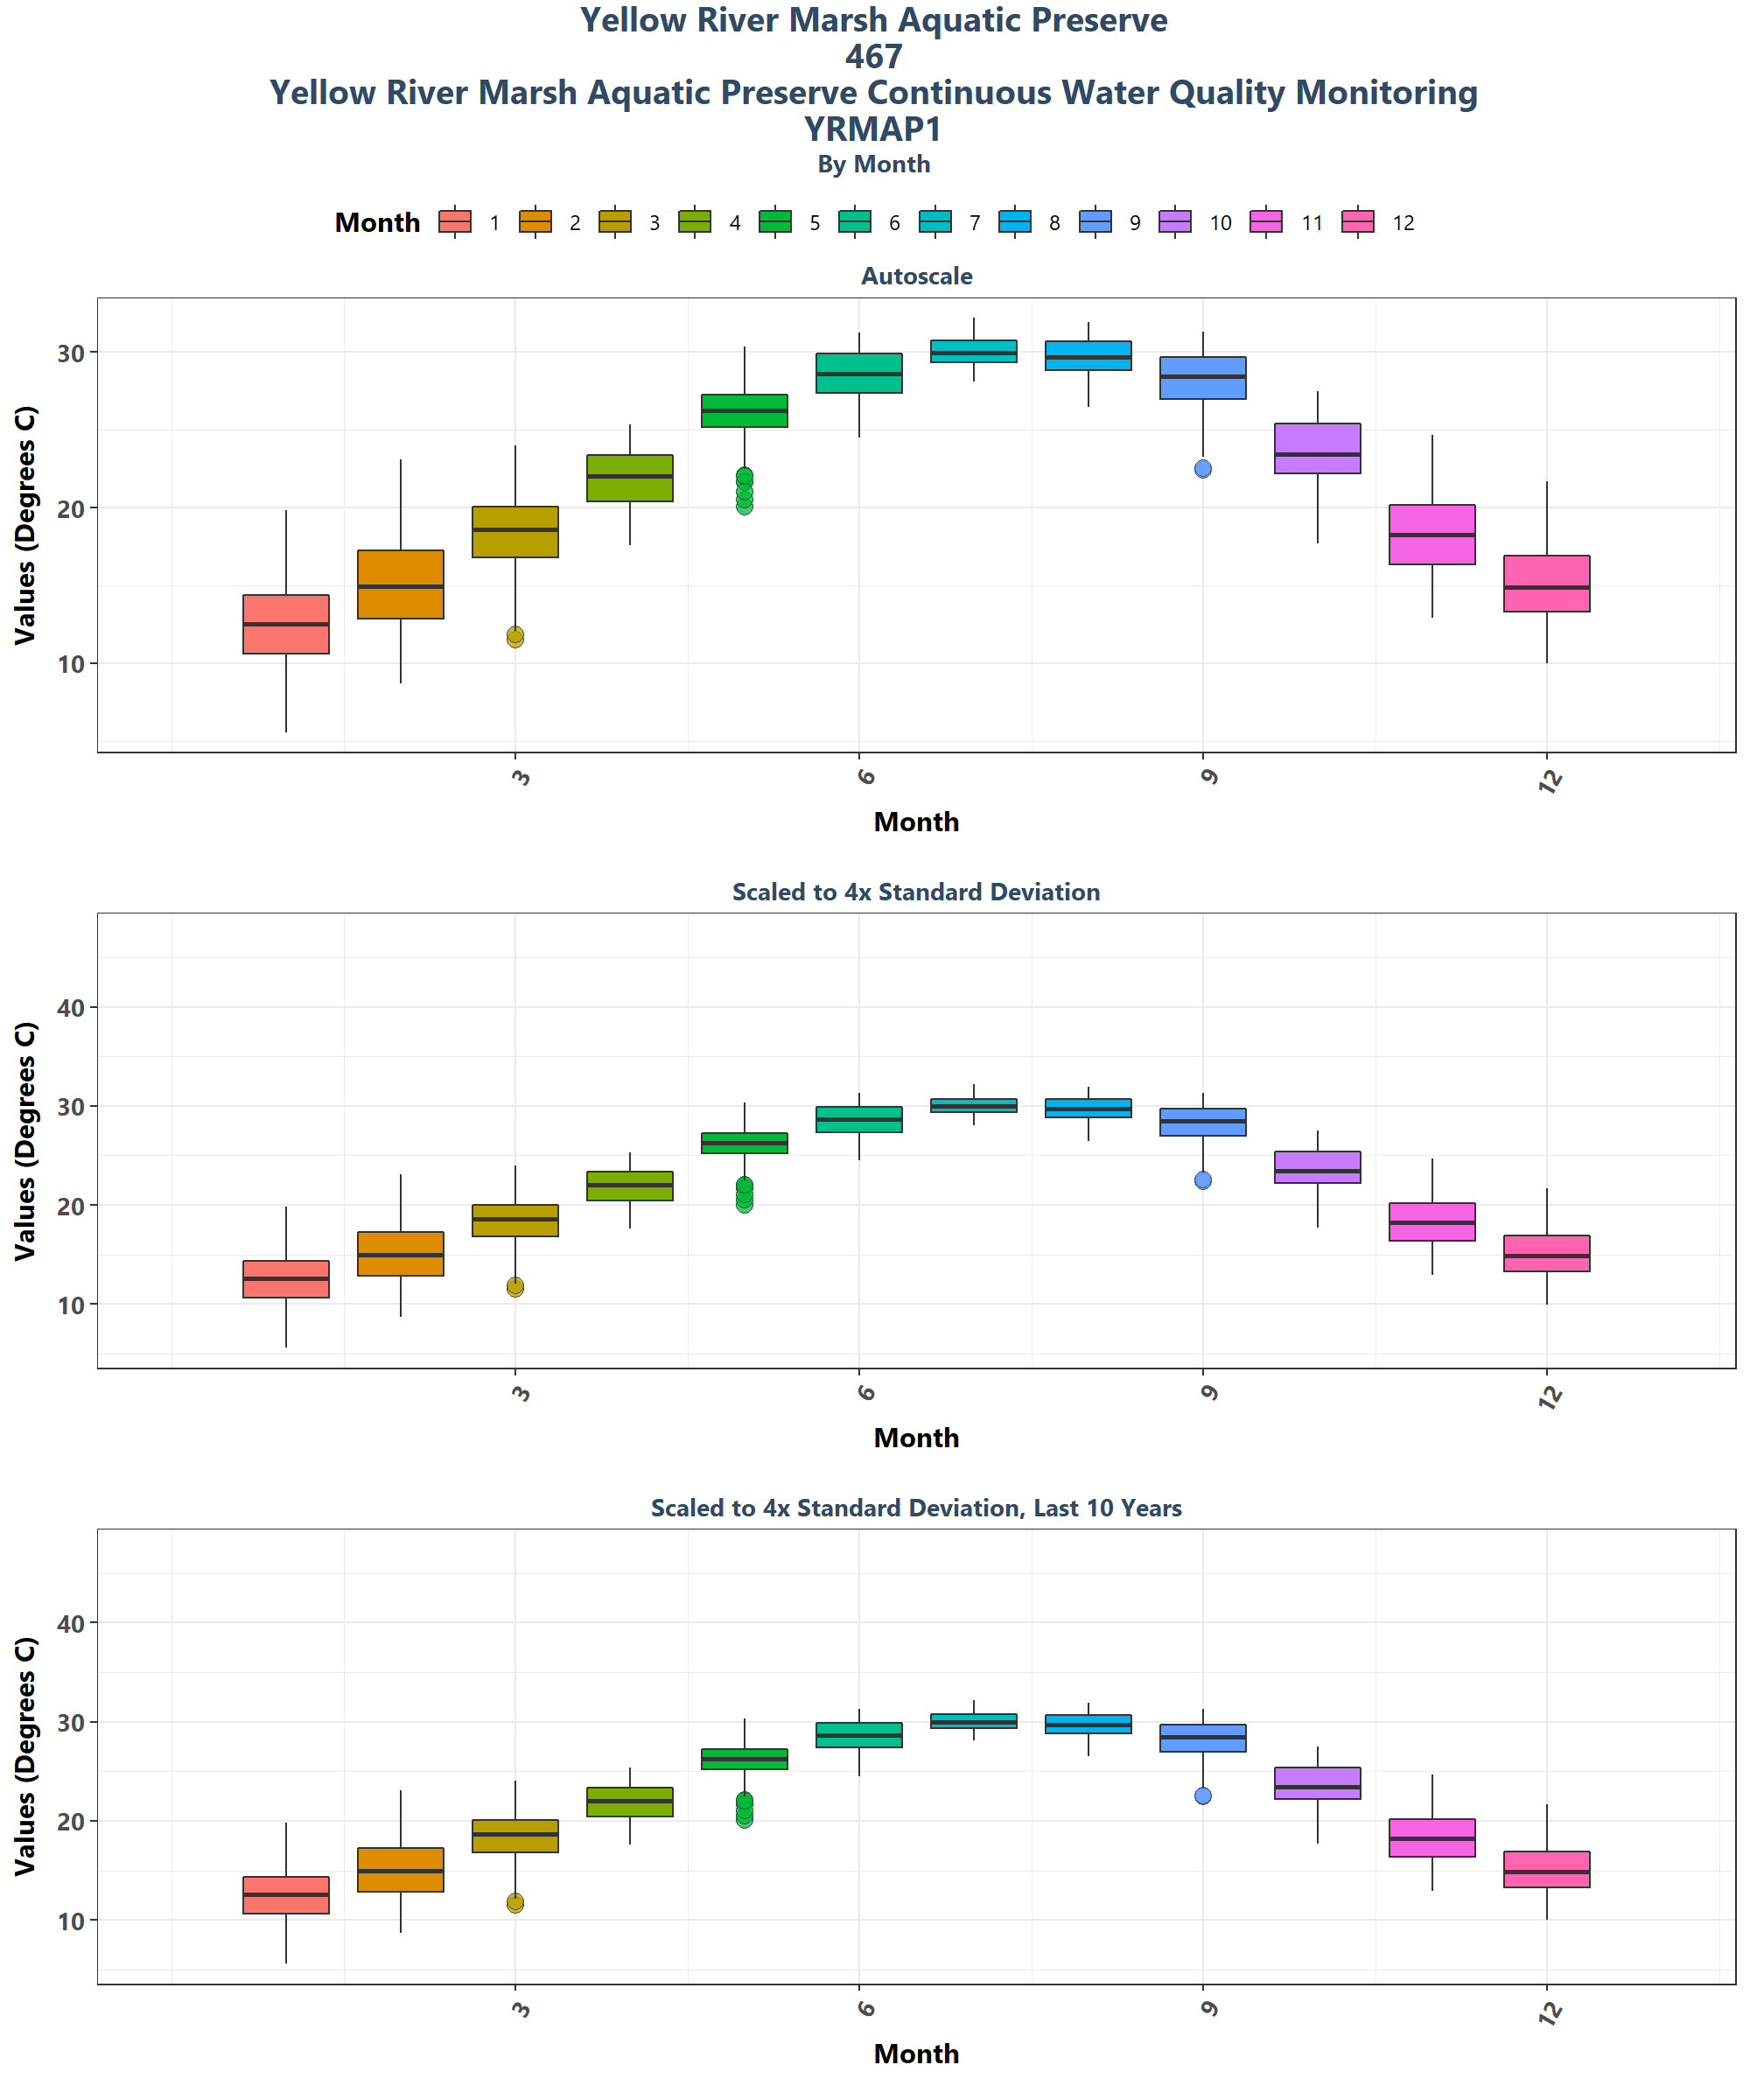 Yellow River Marsh Aquatic Preserve
467
Yellow River Marsh Aquatic Preserve Continuous Water Quality Monitoring
YRMAP1
By Month
Month 1 2 3 4 5 6 7 8 9 10 11 12
Autoscale
Values (Degrees C)
30
20
10
3 6 9 12
Month
Scaled to 4x Standard Deviation
Values (Degrees C)
40
30
20
10
3 6 9 12
Month
Scaled to 4x Standard Deviation, Last 10 Years
Values (Degrees C)
40
30
20
10
3 6 9 12
Month